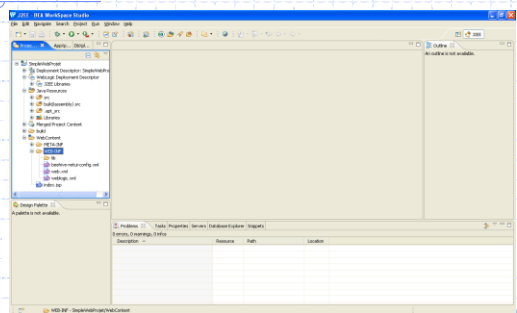 J2EE - BEA WorkSpace Studio
File Edit Navigate Search Project Run Window Help
J2EE
Outline
An outline is not available.
SimpleWebProjet
Deployment Descriptor: SimpleWebPro
WebLogic Deployment Descriptor
J2EE Libraries
Java Resources
src
build/assembly/.src
.apt_src
Libraries
Merged Project Content
build
WebContent
META-INF
WEB-INF
lib
beehive-netui-config.xml
web.xml
weblogic.xml
index.jsp
Design Palette
A palette is not available.
Problems Tasks Properties Servers Database Explorer Snippets
0 errors, 0 warnings, 0 infos
Description Resource Path Location
WEB-INF - SimpleWebProjet/WebContent